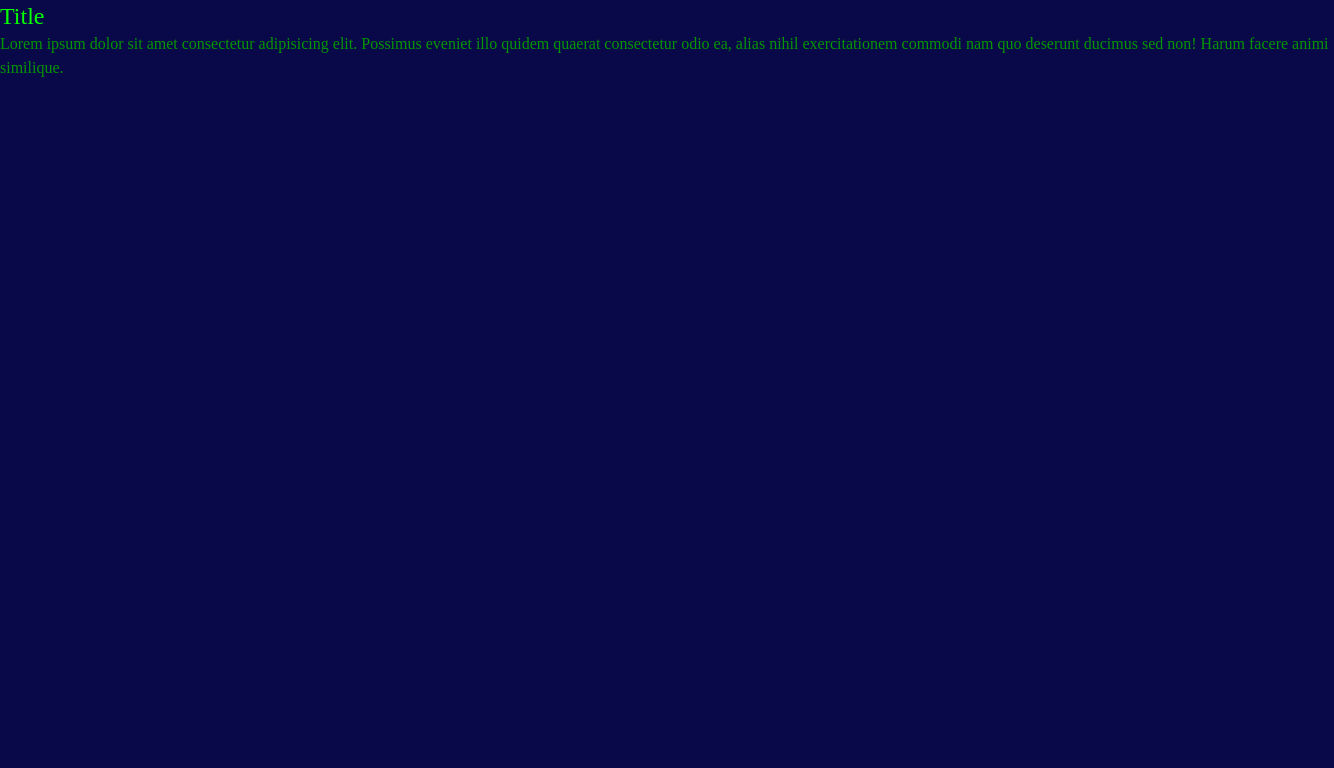 Title
Lorem ipsum dolor sit amet consectetur adipisicing elit. Possimus eveniet illo quidem quaerat consectetur odio ea, alias nihil exercitationem commodi nam quo deserunt ducimus sed non! Harum facere animi
similique.